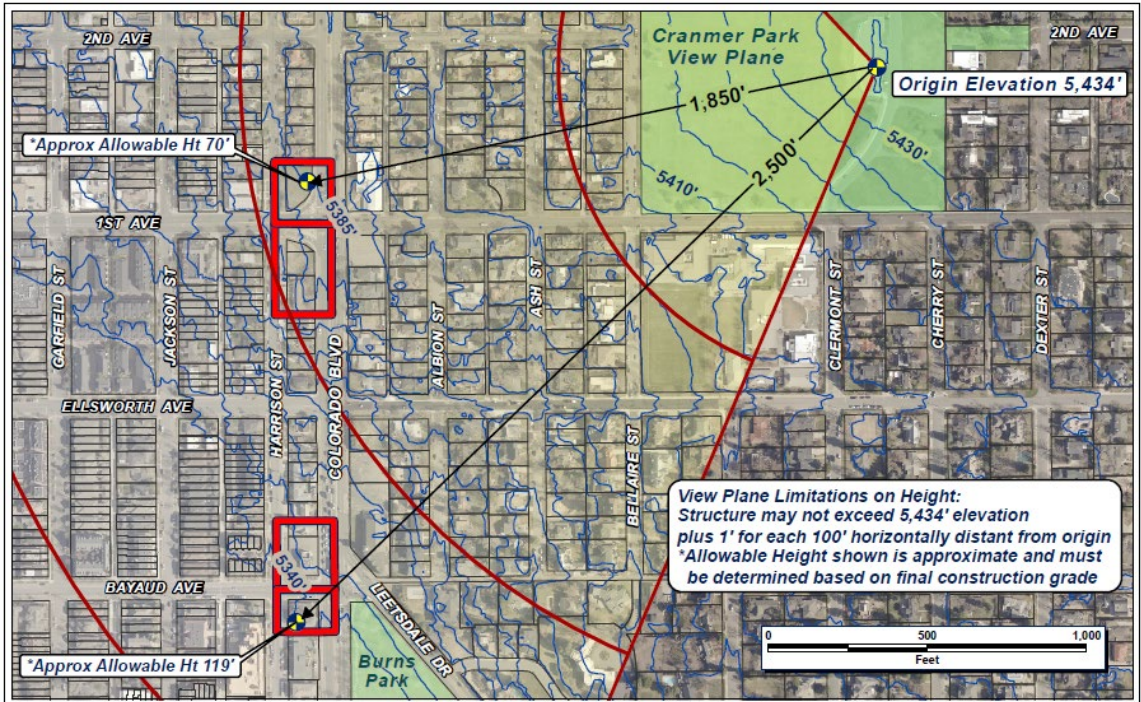 2ND AVE
Cranmer Park
View Plane
2ND AVE
Origin Elevation 5,434'
1,850'
*Approx Allowable Ht 70'
5430'
2,500'
5410'
5385'
1ST AVE
GARFIELD ST
JACKSON ST
HARRISON ST
COLORADO BLVD
ALBION ST
ASH ST
BELLAIRE ST
CLERMONT ST
CHERRY ST
DEXTER ST
ELLSWORTH AVE
View Plane Limitations on Height:
Structure may not exceed 5,434' elevation
plus 1' for each 100' horizontally distant from origin
*Allowable Height shown is approximate and must
be determined based on final construction grade
5340'
BAYAUD AVE
LEETSDALE DR
*Approx Allowable Ht 119'
Burns
Park
0 500 1,000
Feet